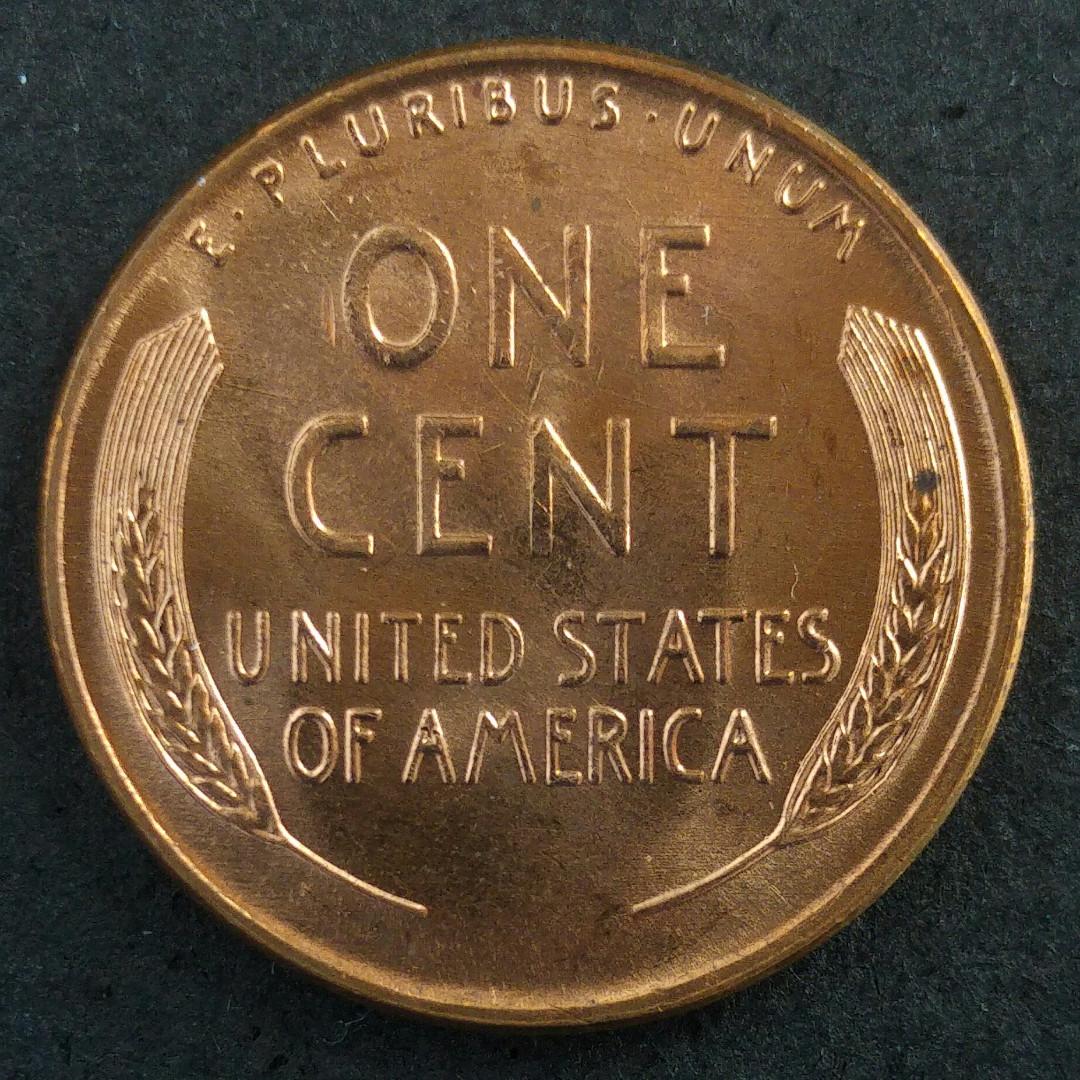 E·PLURIBUS·UNUM
ONE
CENT
UNITED STATES
OF AMERICA